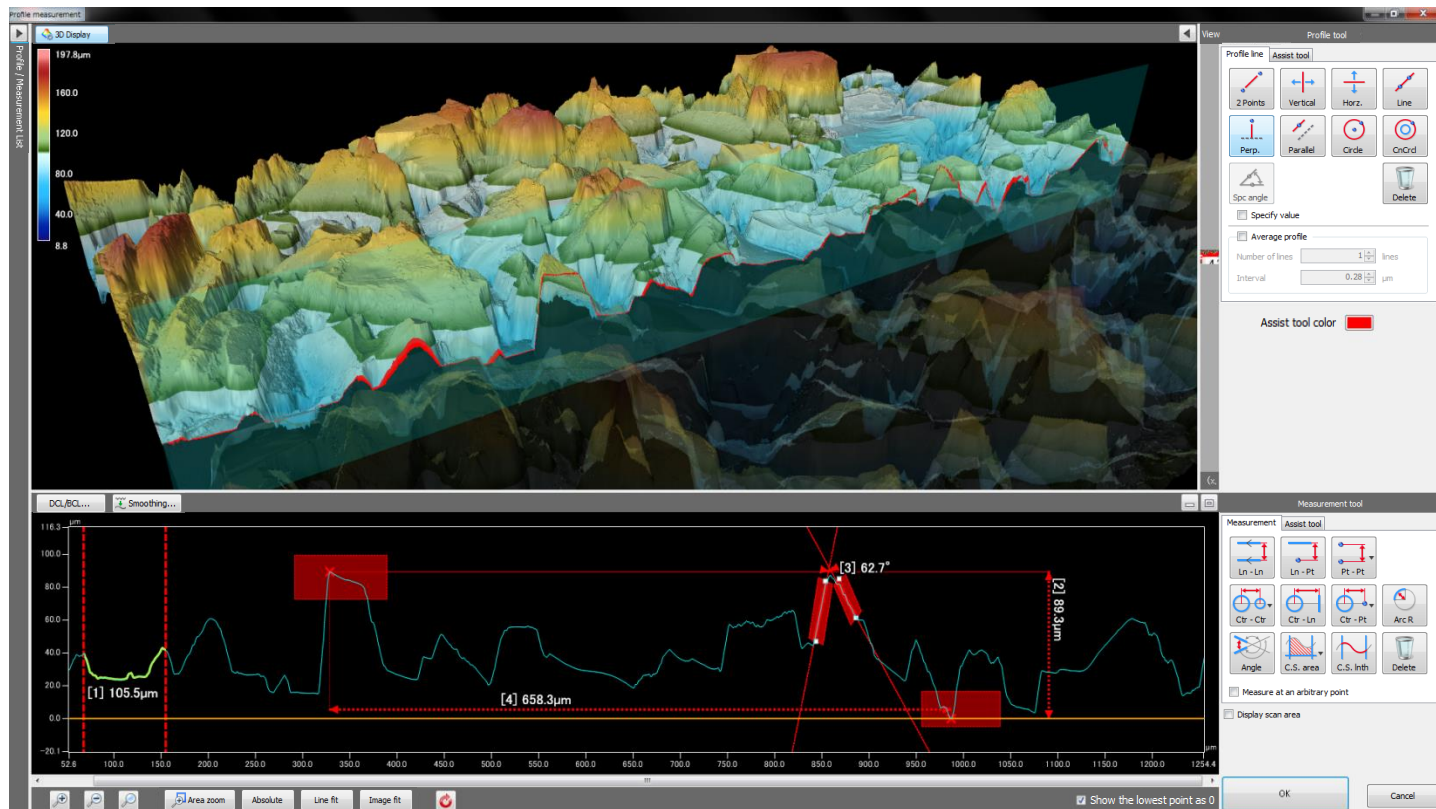 Profile measurement
3D Display
View
Profile tool
Profile / Measurement List
197.8μm
160.0
120.0
80.0
40.0
8.8
Profile line
Assist tool
2 Points
Vertical
Horz.
Line
Perp.
Parallel
Circle
CnCrd
Spc angle
Delete
Specify value
Average profile
Number of lines 1 lines
Interval 0.28 μm
Assist tool color
DCL/BCL...
Smoothing...
Measurement tool
μm
116.3
100.0
80.0
60.0
40.0
20.0
0.0
-20.1
[1] 105.5μm
[2] 89.3μm
[3] 62.7°
[4] 658.3μm
μm
52.6 100.0 150.0 200.0 250.0 300.0 350.0 400.0 450.0 500.0 550.0 600.0 650.0 700.0 750.0 800.0 850.0 900.0 950.0 1000.0 1050.0 1100.0 1150.0 1200.0 1254.4
Measurement
Assist tool
Ln - Ln
Ln - Pt
Pt - Pt
Ctr - Ctr
Ctr - Ln
Ctr - Pt
Arc R
Angle
C.S. area
C.S. lnth
Delete
Measure at an arbitrary point
Display scan area
Area zoom
Absolute
Line fit
Image fit
Show the lowest point as 0
OK
Cancel